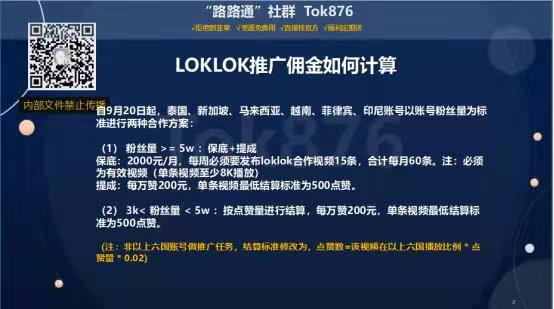 “路路通”社群 Tok876
√拒绝割韭菜 √资源免费用 √直接找官方 √福利定期送
LOKLOK推广佣金如何计算
内部文件禁止传播
自9月20日起，泰国、新加坡、马来西亚、越南、菲律宾、印尼账号以账号粉丝量为标
准进行两种合作方案：
（1） 粉丝量 >= 5w ：保底+提成
保底：2000元/月，每周必须要发布loklok合作视频15条，合计每月60条。注：必须
为有效视频（单条视频至少8K播放）
提成：每万赞200元，单条视频最低结算标准为500点赞。
（2） 3k< 粉丝量 < 5w ：按点赞量进行结算，每万赞200元，单条视频最低结算标
准为500点赞。
(注：非以上六国账号做推广任务，结算标准修改为，点赞数=该视频在以上六国播放比例 * 点
赞量 * 0.02)
Tok876